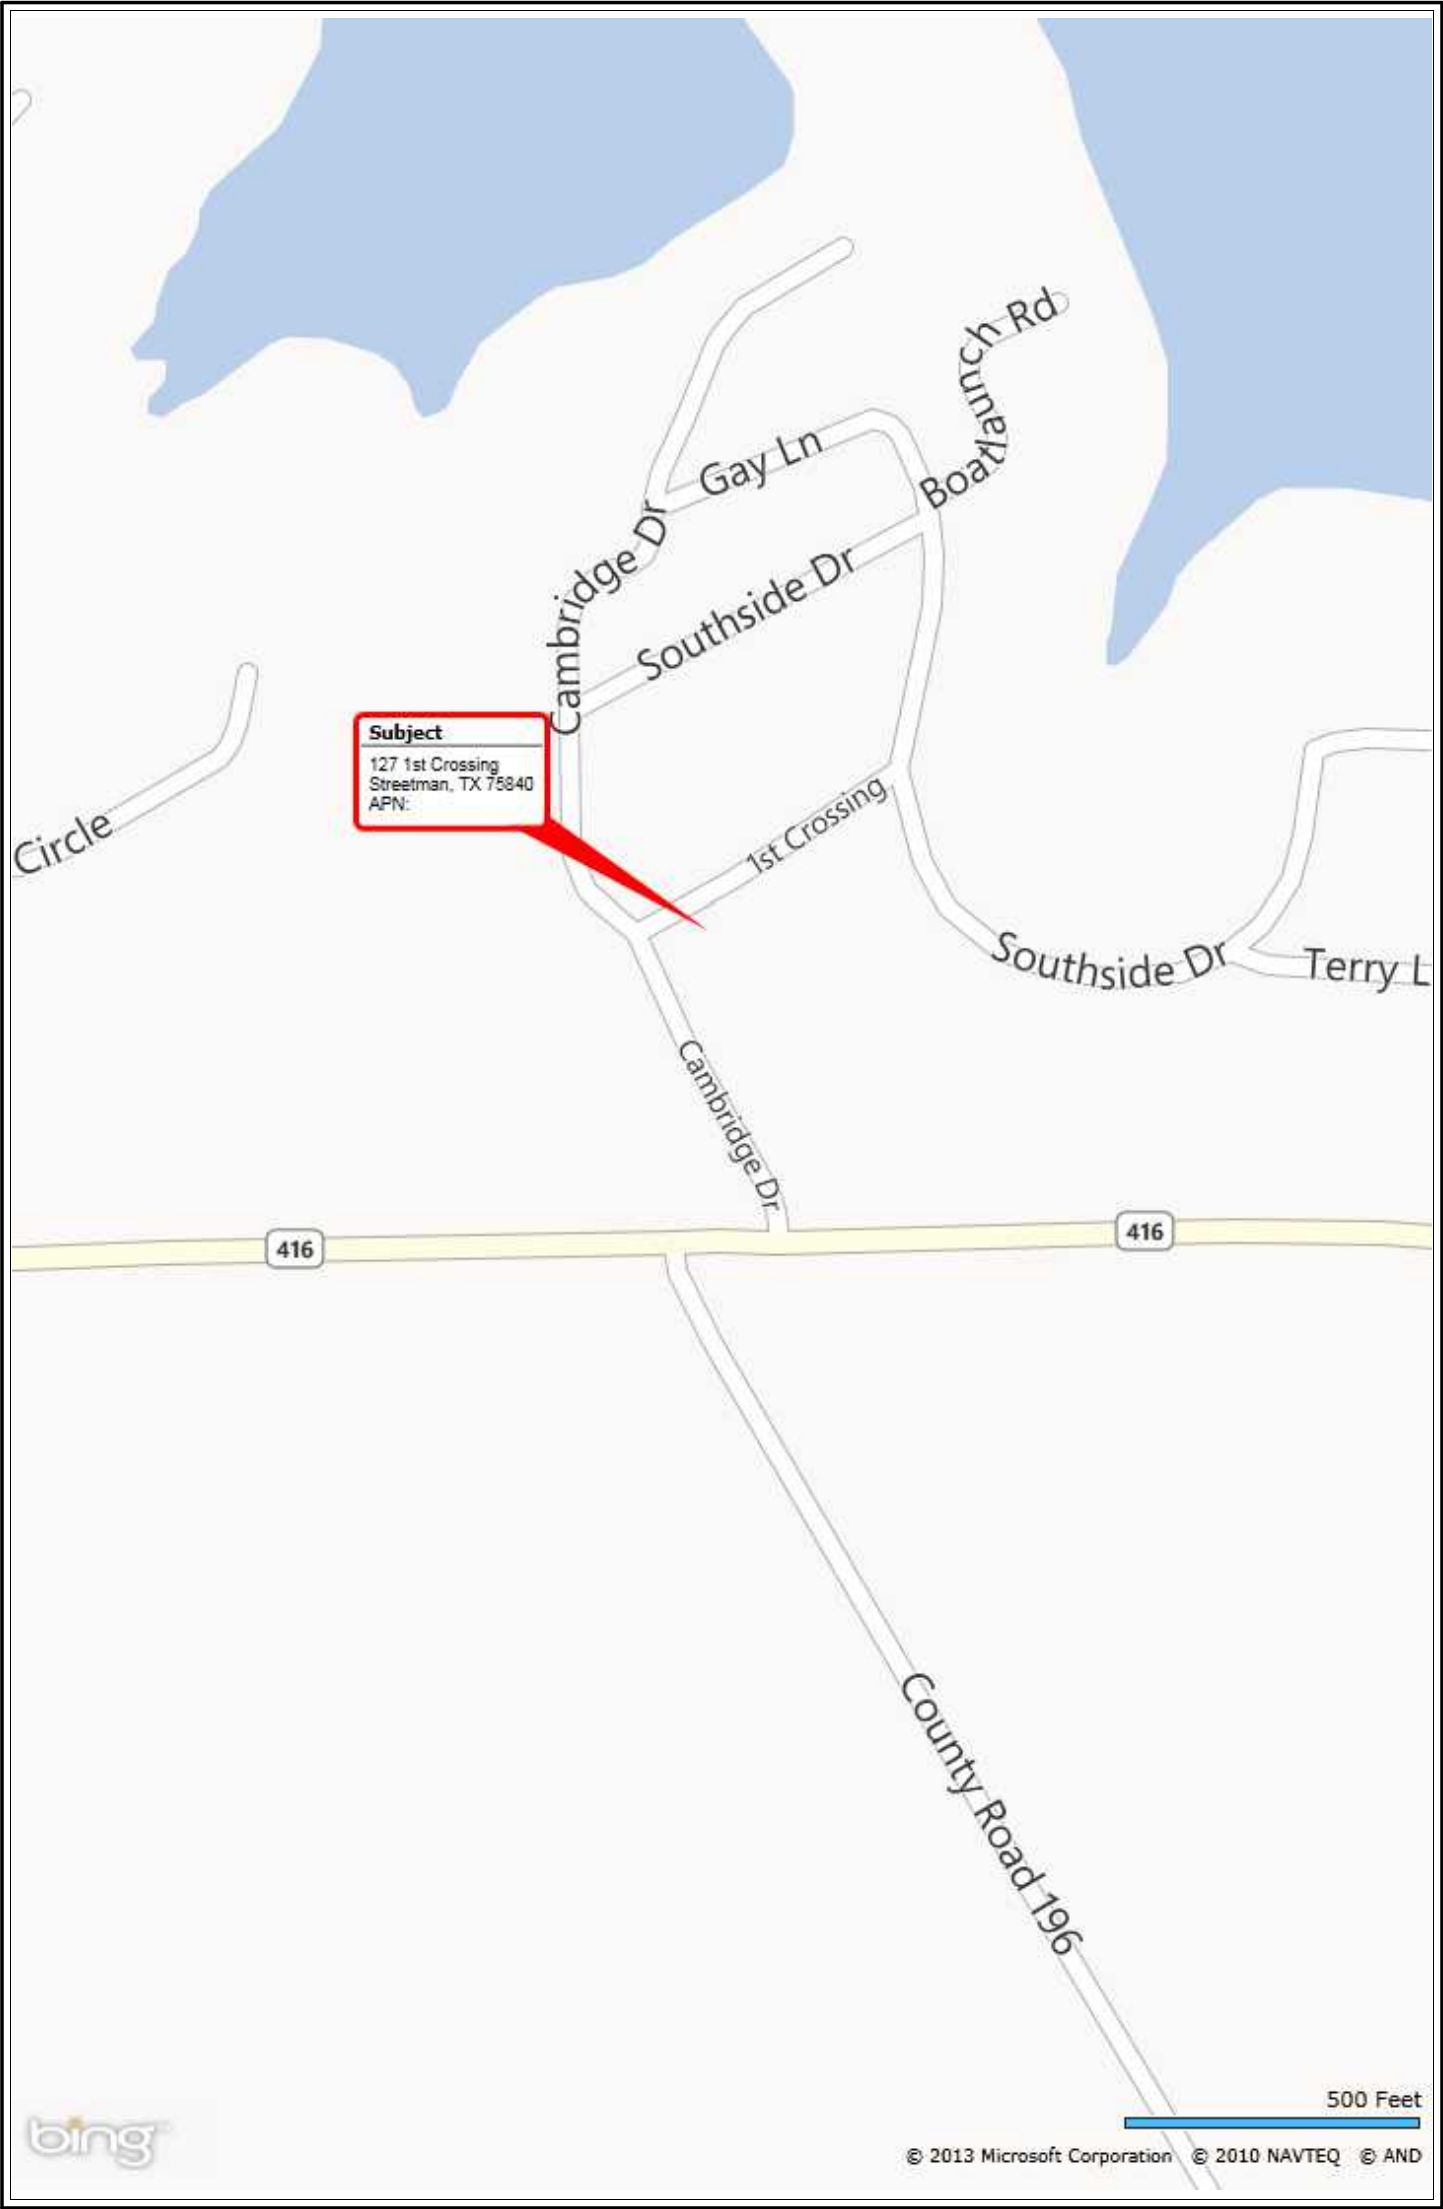 Boatlaunch Rd
Gay Ln
Cambridge Dr
Southside Dr
Subject
127 1st Crossing
Streetman, TX 75840
APN:
1st Crossing
Circle
Southside Dr
Terry L
Cambridge Dr
416
416
County Road 196
500 Feet
bing
© 2013 Microsoft Corporation © 2010 NAVTEQ © AND